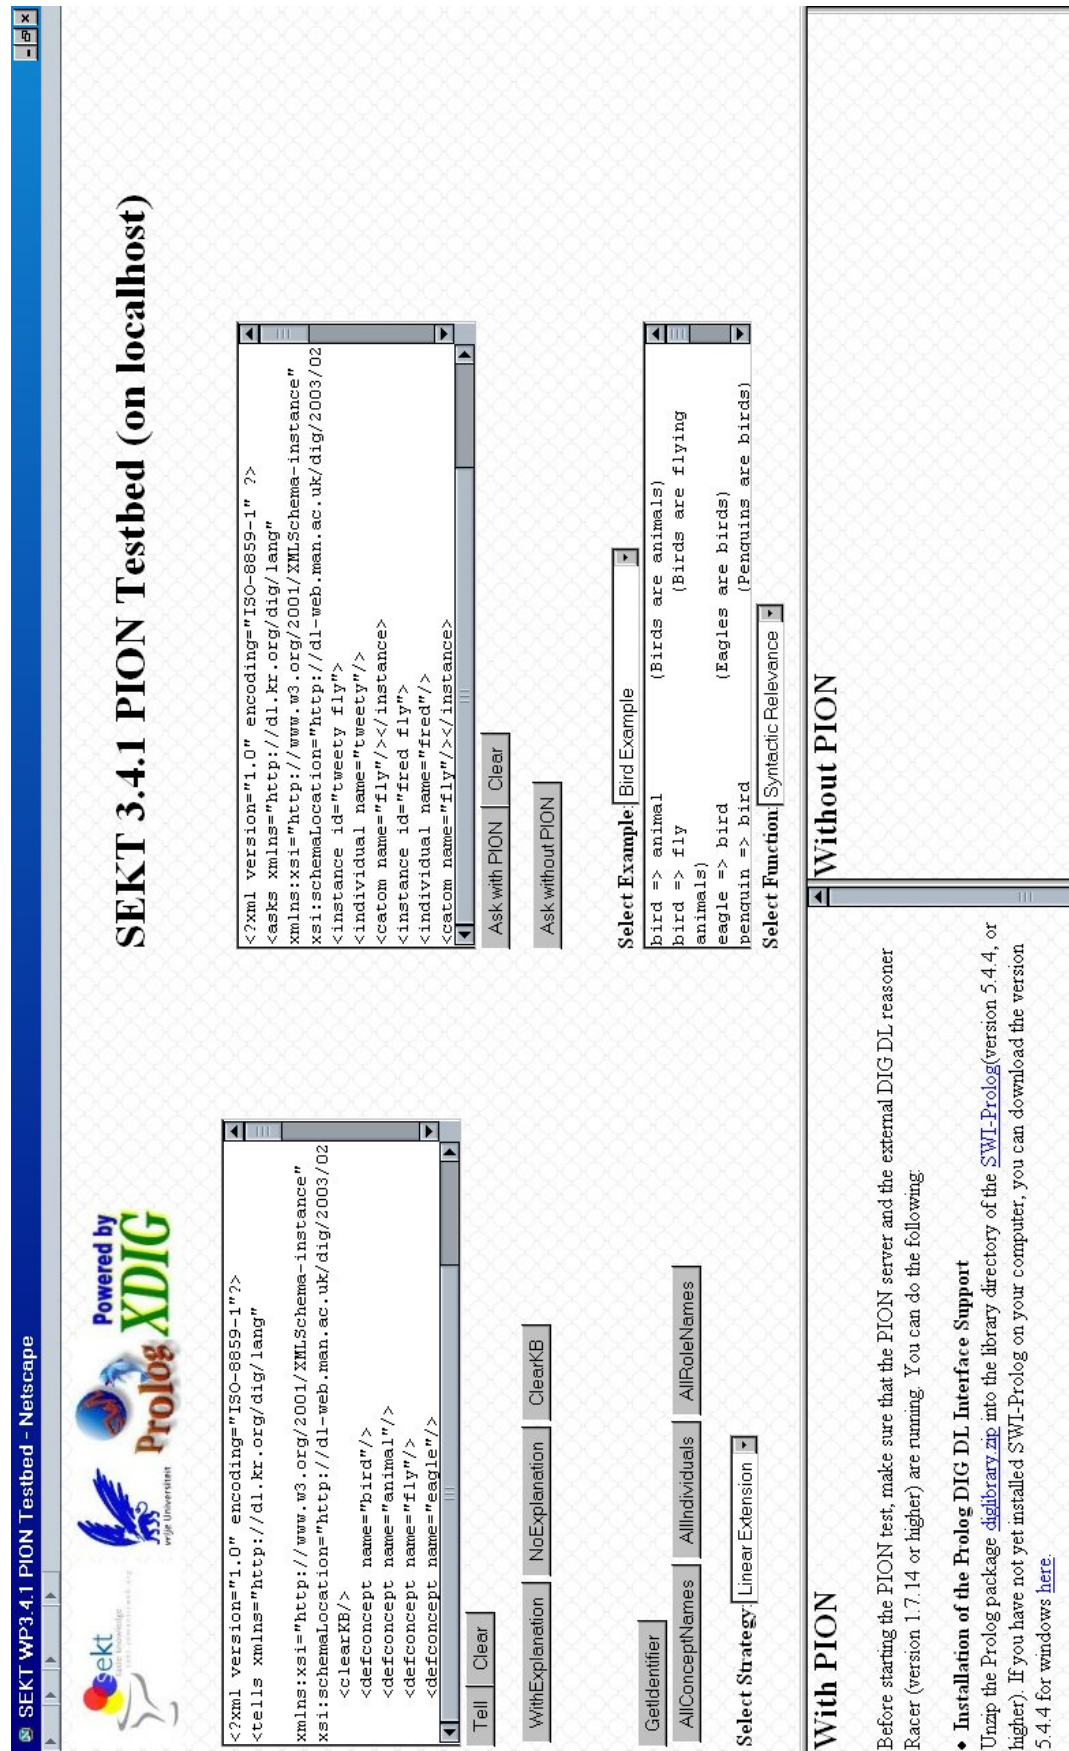 SEKT WP3.4.1 PION Testbed - Netscape
sekt
vrije Universiteit
Prolog
Powered by
XDIG
SEKT 3.4.1 PION Testbed (on localhost)
<?xml version="1.0" encoding="ISO-8859-1"?>
<tells xmlns="http://dl.kr.org/dig/lang"
xmlns:xsi="http://www.w3.org/2001/XMLSchema-instance"
xsi:schemaLocation="http://dl-web.man.ac.uk/dig/2003/02
<clearKB/>
<defconcept name="bird"/>
<defconcept name="animal"/>
<defconcept name="fly"/>
<defconcept name="eagle"/>
Tell Clear
WithExplanation NoExplanation ClearKB
GetIdentifier
AllConceptNames AllIndividuals AllRoleNames
Select Strategy: Linear Extension
<?xml version="1.0" encoding="ISO-8859-1" ?>
<asks xmlns="http://dl.kr.org/dig/lang"
xmlns:xsi="http://www.w3.org/2001/XMLSchema-instance"
xsi:schemaLocation="http://dl-web.man.ac.uk/dig/2003/02
<instance id="tweety fly">
<individual name="tweety"/>
<catom name="fly"/></instance>
<instance id="fred fly">
<individual name="fred"/>
<catom name="fly"/></instance>
Ask with PION Clear
Ask without PION
Select Example: Bird Example
bird => animal (Birds are animals)
bird => fly (Birds are flying
animals)
eagle => bird (Eagles are birds)
penquin => bird (Penquins are birds)
Select Function: Syntactic Relevance
With PION
Before starting the PION test, make sure that the PION server and the external DIG DL reasoner
Racer (version 1.7.14 or higher) are running. You can do the following:
♦ Installation of the Prolog DIG DL Interface Support
Unzip the Prolog package diglibrary.zip into the library directory of the SWI-Prolog(version 5.4.4, or
higher). If you have not yet installed SWI-Prolog on your computer, you can download the version
5.4.4 for windows here.
Without PION